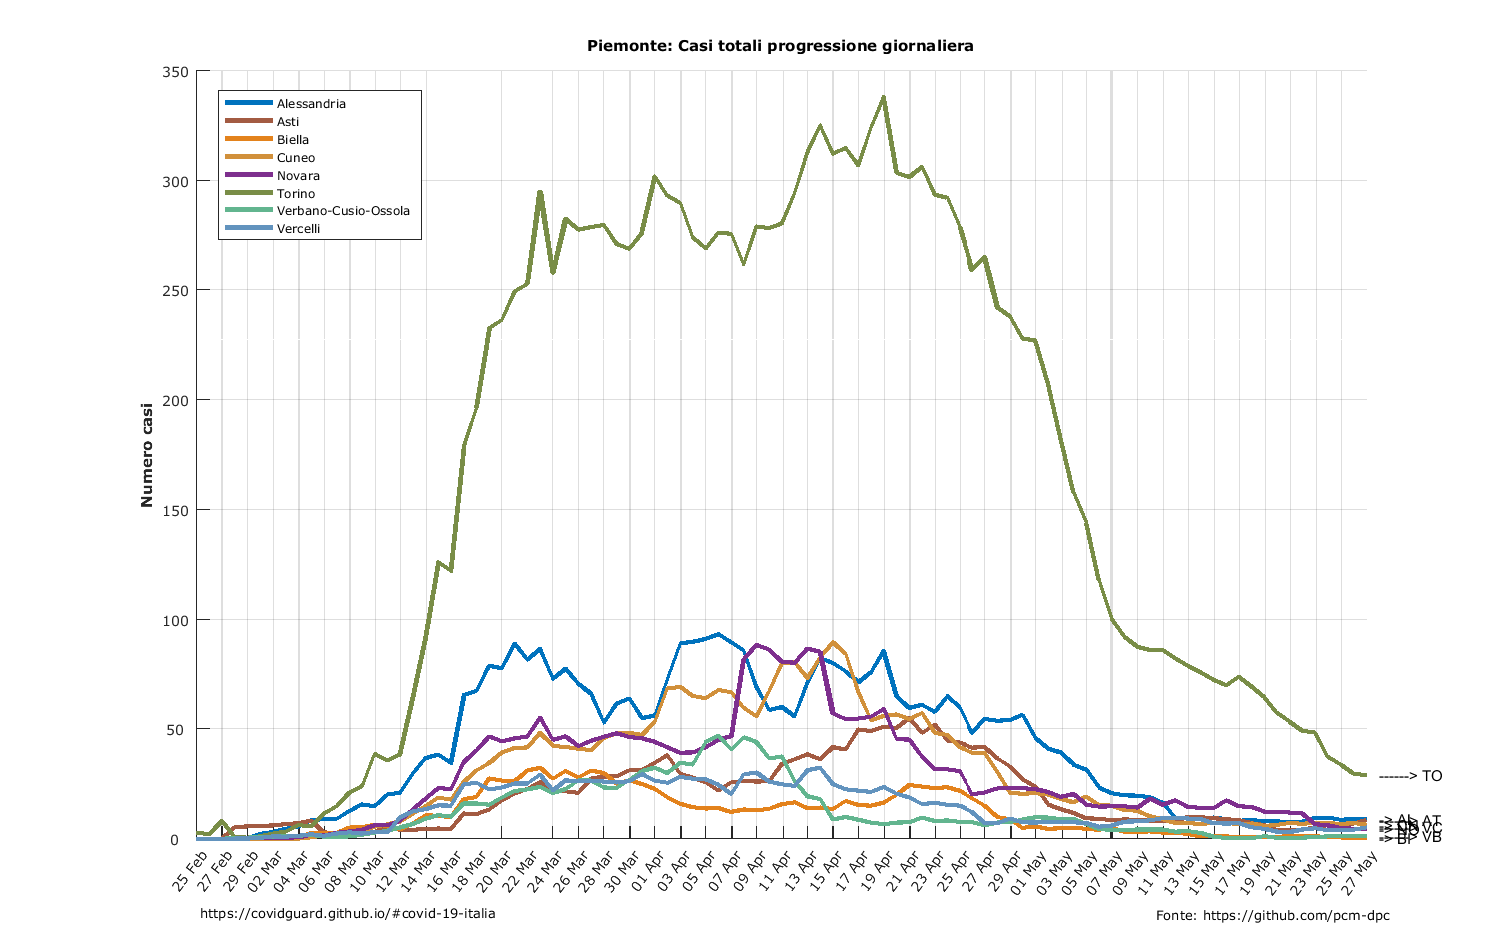 Piemonte: Casi totali progressione giornaliera
350
300
250
200
150
100
50
0
Numero casi
Alessandria
Asti
Biella
Cuneo
Novara
Torino
Verbano-Cusio-Ossola
Vercelli
------> TO
-> AL
AT
VC
VB
25 Feb
27 Feb
29 Feb
02 Mar
04 Mar
06 Mar
08 Mar
10 Mar
12 Mar
14 Mar
16 Mar
18 Mar
20 Mar
22 Mar
24 Mar
26 Mar
28 Mar
30 Mar
01 Apr
03 Apr
05 Apr
07 Apr
09 Apr
11 Apr
13 Apr
15 Apr
17 Apr
19 Apr
21 Apr
23 Apr
25 Apr
27 Apr
29 Apr
01 May
03 May
05 May
07 May
09 May
11 May
13 May
15 May
17 May
19 May
21 May
23 May
25 May
27 May
https://covidguard.github.io/#covid-19-italia
Fonte: https://github.com/pcm-dpc